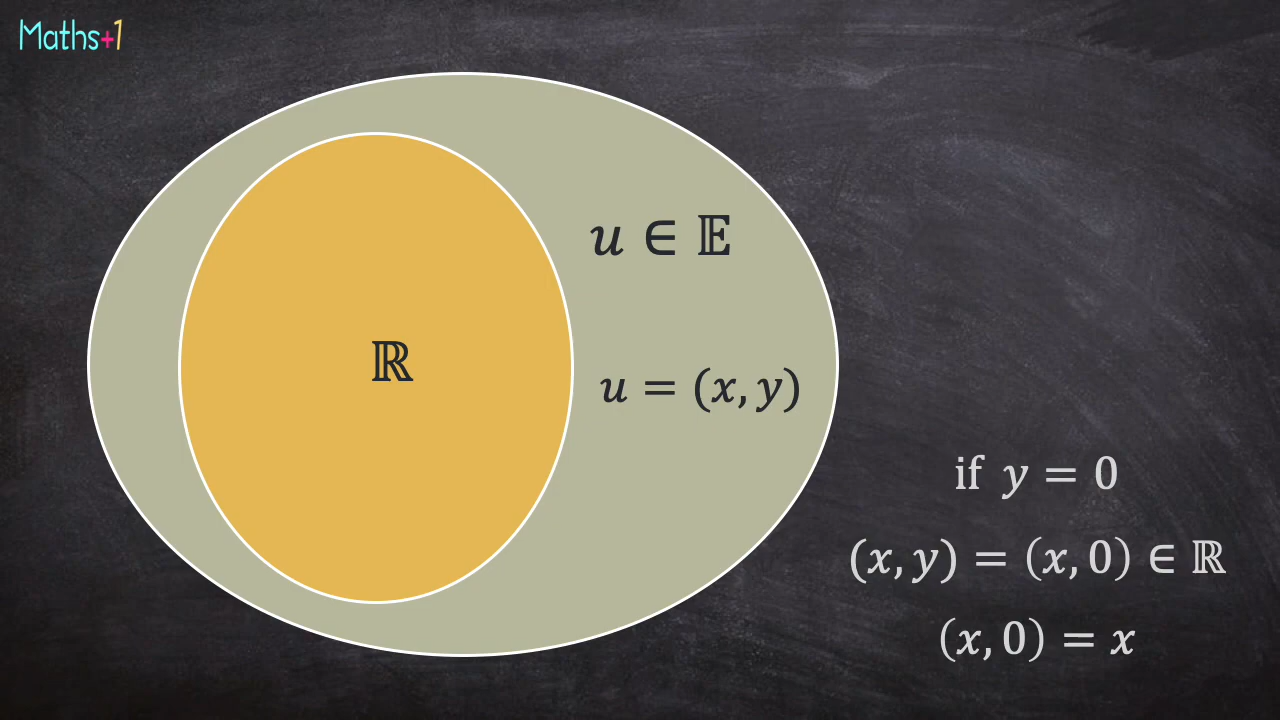 Maths+1
u ∈ 𝔼
ℝ
u = (x, y)
if y = 0
(x, y) = (x, 0) ∈ ℝ
(x, 0) = x